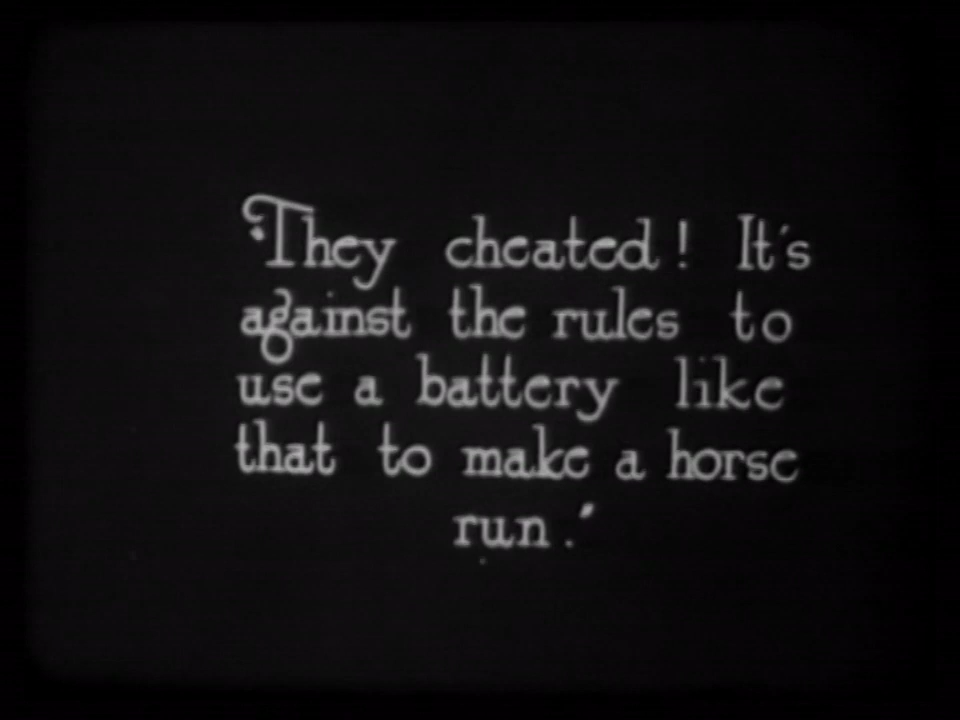 "They cheated! It's
against the rules to
use a battery like
that to make a horse
run."